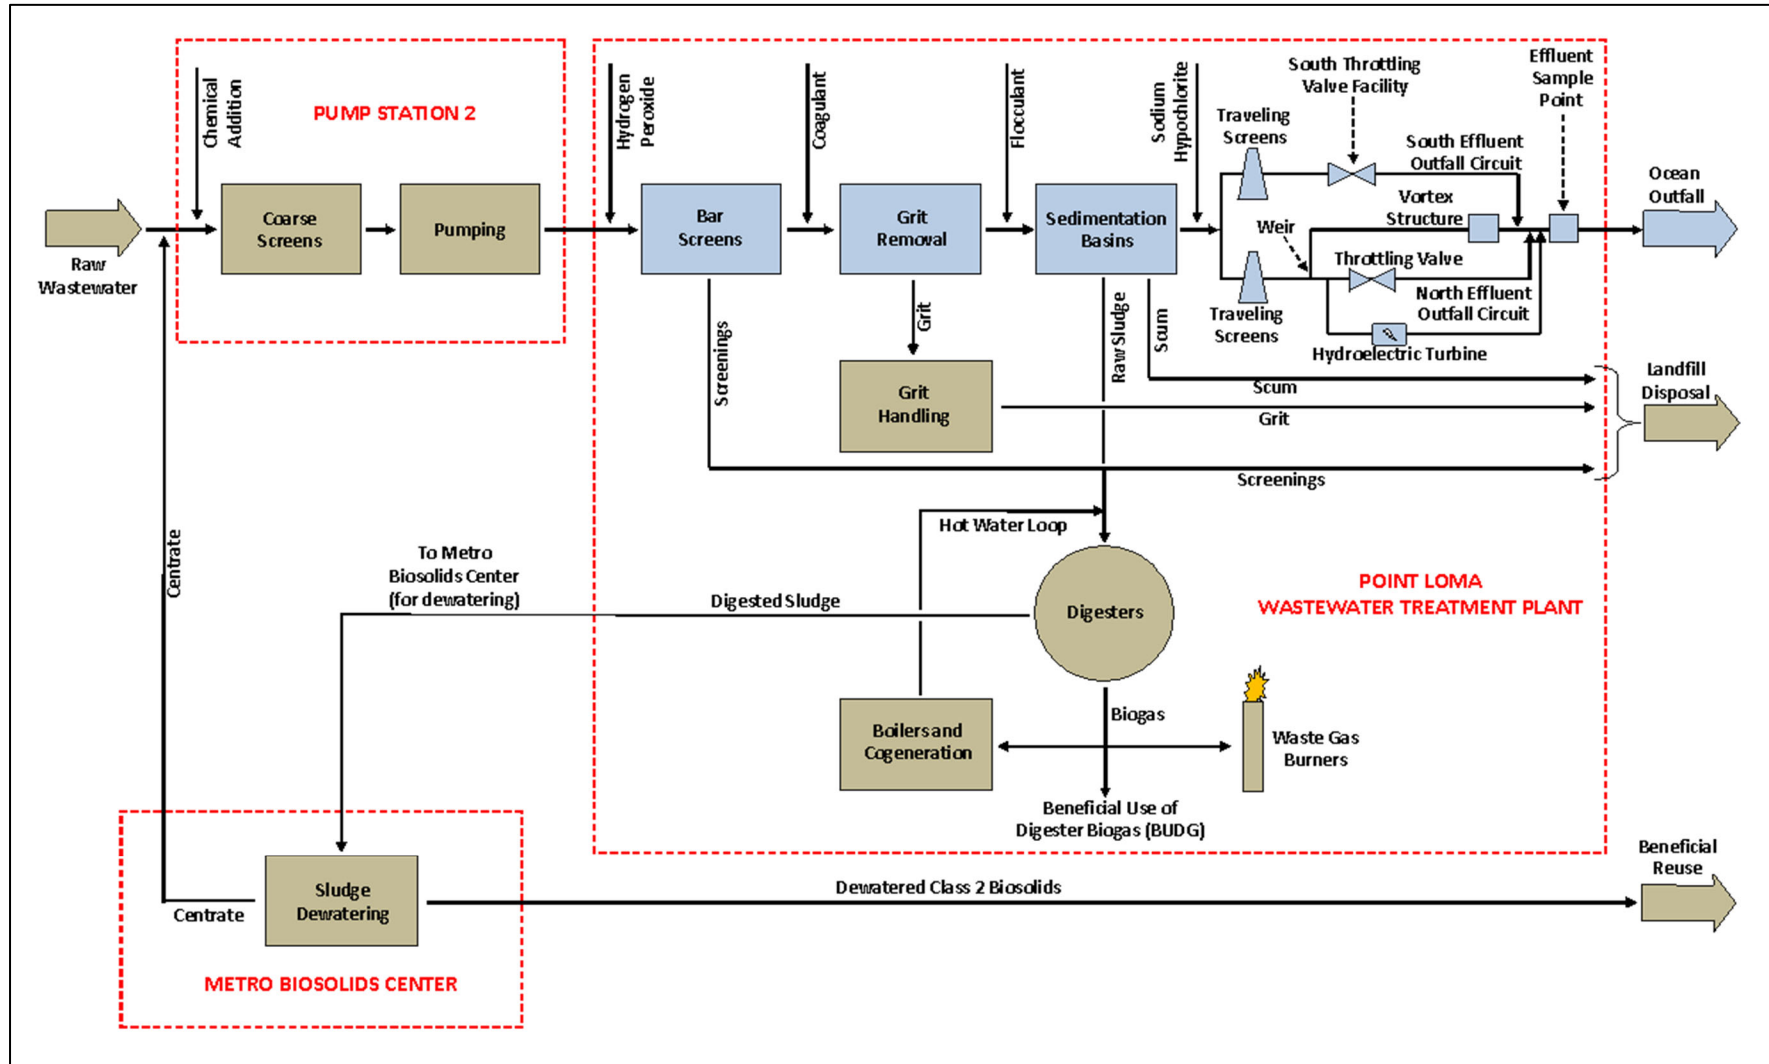 Chemical
Addition
PUMP STATION 2
Coarse
Screens
Pumping
Raw
Wastewater
Hydrogen
Peroxide
Coagulant
Flocculant
Sodium
Hypochlorite
Bar
Screens
Grit
Removal
Sedimentation
Basins
Traveling
Screens
South Throttling
Valve Facility
Effluent
Sample
Point
South Effluent
Outfall Circuit
Vortex
Structure
Weir
Throttling Valve
North Effluent
Outfall Circuit
Traveling
Screens
Hydroelectric Turbine
Ocean
Outfall
Screenings
Grit
Raw Sludge
Scum
Grit
Handling
Scum
Grit
Screenings
Landfill
Disposal
Hot Water Loop
Centrate
To Metro
Biosolids Center
(for dewatering)
Digested Sludge
Digesters
POINT LOMA
WASTEWATER TREATMENT PLANT
Biogas
Boilers and
Cogeneration
Waste Gas
Burners
Beneficial Use of
Digester Biogas (BUDG)
Sludge
Dewatering
Centrate
Dewatered Class 2 Biosolids
Beneficial
Reuse
METRO BIOSOLIDS CENTER